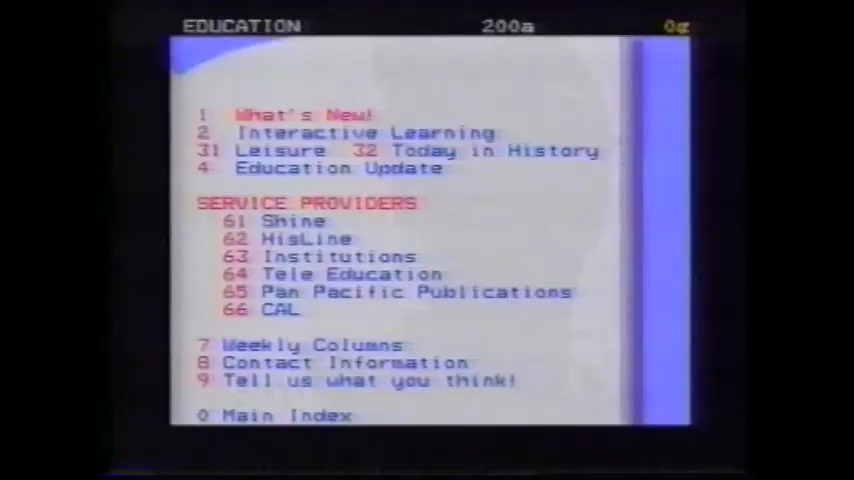 EDUCATION 200a 0¢
1 What's New!
2 Interactive Learning
31 Leisure 32 Today in History
4 Education Update
SERVICE PROVIDERS
61 Shine
62 HisLine
63 Institutions
64 Tele Education
65 Pan Pacific Publications
66 CAL
7 Weekly Columns
8 Contact Information
9 Tell us what you think!
0 Main Index